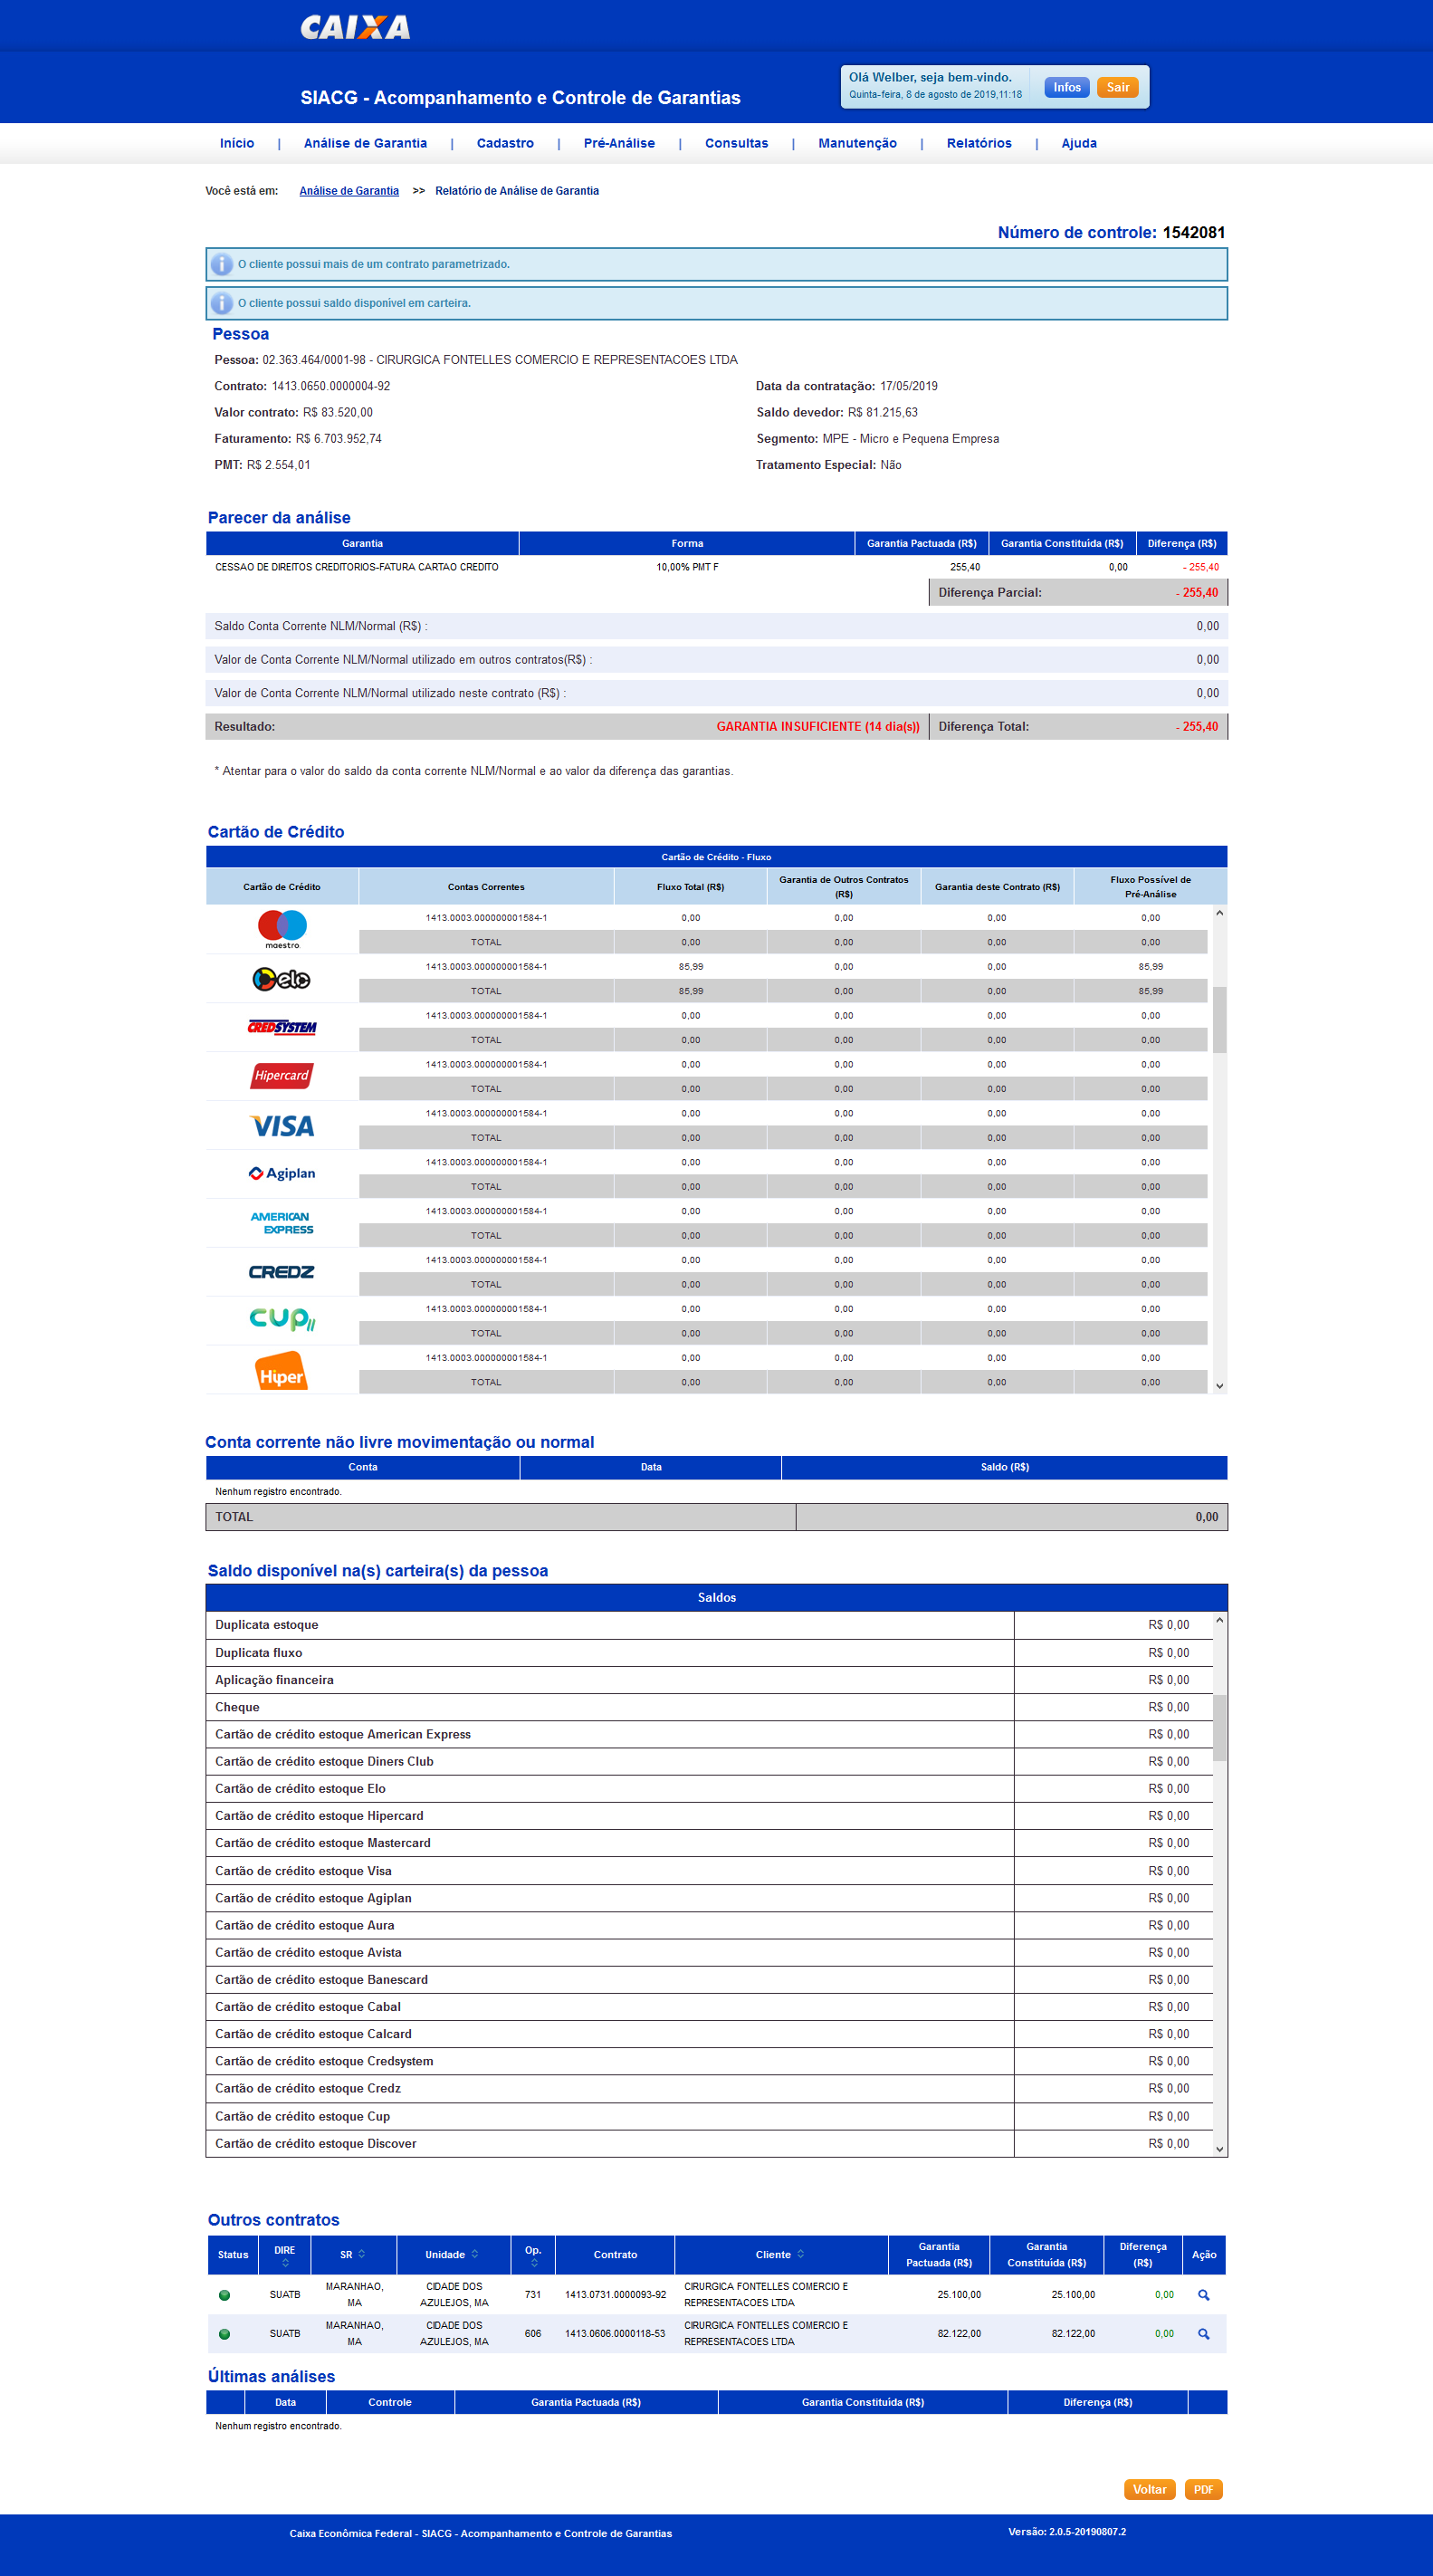 CAIXA
SIACG - Acompanhamento e Controle de Garantias
Olá Welber, seja bem-vindo.
Quinta-feira, 8 de agosto de 2019,11:18
Infos
Sair
Início | Análise de Garantia | Cadastro | Pré-Análise | Consultas | Manutenção | Relatórios | Ajuda
Você está em: Análise de Garantia >> Relatório de Análise de Garantia
Número de controle: 1542081
O cliente possui mais de um contrato parametrizado.
O cliente possui saldo disponível em carteira.
Pessoa
Pessoa: 02.363.464/0001-98 - CIRURGICA FONTELLES COMERCIO E REPRESENTACOES LTDA
Contrato: 1413.0650.0000004-92 Data da contratação: 17/05/2019
Valor contrato: R$ 83.520,00 Saldo devedor: R$ 81.215,63
Faturamento: R$ 6.703.952,74 Segmento: MPE - Micro e Pequena Empresa
PMT: R$ 2.554,01 Tratamento Especial: Não
Parecer da análise
Garantia Forma Garantia Pactuada (R$) Garantia Constituída (R$) Diferença (R$)
CESSAO DE DIREITOS CREDITORIOS-FATURA CARTAO CREDITO 10,00% PMT F 255,40 0,00 - 255,40
Diferença Parcial: - 255,40
Saldo Conta Corrente NLM/Normal (R$) : 0,00
Valor de Conta Corrente NLM/Normal utilizado em outros contratos(R$) : 0,00
Valor de Conta Corrente NLM/Normal utilizado neste contrato (R$) : 0,00
Resultado: GARANTIA INSUFICIENTE (14 dia(s)) Diferença Total: - 255,40
* Atentar para o valor do saldo da conta corrente NLM/Normal e ao valor da diferença das garantias.
Cartão de Crédito
Cartão de Crédito - Fluxo
Cartão de Crédito Contas Correntes Fluxo Total (R$) Garantia de Outros Contratos (R$) Garantia deste Contrato (R$) Fluxo Possível de Pré-Análise
maestro 1413.0003.000000001584-1 0,00 0,00 0,00 0,00
TOTAL 0,00 0,00 0,00 0,00
elo 1413.0003.000000001584-1 85,99 0,00 0,00 85,99
TOTAL 85,99 0,00 0,00 85,99
CREDSYSTEM 1413.0003.000000001584-1 0,00 0,00 0,00 0,00
TOTAL 0,00 0,00 0,00 0,00
Hipercard 1413.0003.000000001584-1 0,00 0,00 0,00 0,00
TOTAL 0,00 0,00 0,00 0,00
VISA 1413.0003.000000001584-1 0,00 0,00 0,00 0,00
TOTAL 0,00 0,00 0,00 0,00
Agiplan 1413.0003.000000001584-1 0,00 0,00 0,00 0,00
TOTAL 0,00 0,00 0,00 0,00
AMERICAN EXPRESS 1413.0003.000000001584-1 0,00 0,00 0,00 0,00
TOTAL 0,00 0,00 0,00 0,00
CREDZ 1413.0003.000000001584-1 0,00 0,00 0,00 0,00
TOTAL 0,00 0,00 0,00 0,00
cup 1413.0003.000000001584-1 0,00 0,00 0,00 0,00
TOTAL 0,00 0,00 0,00 0,00
Hiper 1413.0003.000000001584-1 0,00 0,00 0,00 0,00
TOTAL 0,00 0,00 0,00 0,00
Conta corrente não livre movimentação ou normal
Conta Data Saldo (R$)
Nenhum registro encontrado.
TOTAL 0,00
Saldo disponível na(s) carteira(s) da pessoa
Saldos
Duplicata estoque R$ 0,00
Duplicata fluxo R$ 0,00
Aplicação financeira R$ 0,00
Cheque R$ 0,00
Cartão de crédito estoque American Express R$ 0,00
Cartão de crédito estoque Diners Club R$ 0,00
Cartão de crédito estoque Elo R$ 0,00
Cartão de crédito estoque Hipercard R$ 0,00
Cartão de crédito estoque Mastercard R$ 0,00
Cartão de crédito estoque Visa R$ 0,00
Cartão de crédito estoque Agiplan R$ 0,00
Cartão de crédito estoque Aura R$ 0,00
Cartão de crédito estoque Avista R$ 0,00
Cartão de crédito estoque Banescard R$ 0,00
Cartão de crédito estoque Cabal R$ 0,00
Cartão de crédito estoque Calcard R$ 0,00
Cartão de crédito estoque Credsystem R$ 0,00
Cartão de crédito estoque Credz R$ 0,00
Cartão de crédito estoque Cup R$ 0,00
Cartão de crédito estoque Discover R$ 0,00
Outros contratos
Status DIRE SR Unidade Op. Contrato Cliente Garantia Pactuada (R$) Garantia Constituída (R$) Diferença (R$) Ação
SUATB MARANHAO, MA CIDADE DOS AZULEJOS, MA 731 1413.0731.0000093-92 CIRURGICA FONTELLES COMERCIO E REPRESENTACOES LTDA 25.100,00 25.100,00 0,00
SUATB MARANHAO, MA CIDADE DOS AZULEJOS, MA 606 1413.0606.0000118-53 CIRURGICA FONTELLES COMERCIO E REPRESENTACOES LTDA 82.122,00 82.122,00 0,00
Últimas análises
Data Controle Garantia Pactuada (R$) Garantia Constituída (R$) Diferença (R$)
Nenhum registro encontrado.
Voltar PDF
Caixa Econômica Federal - SIACG - Acompanhamento e Controle de Garantias Versão: 2.0.5-20190807.2